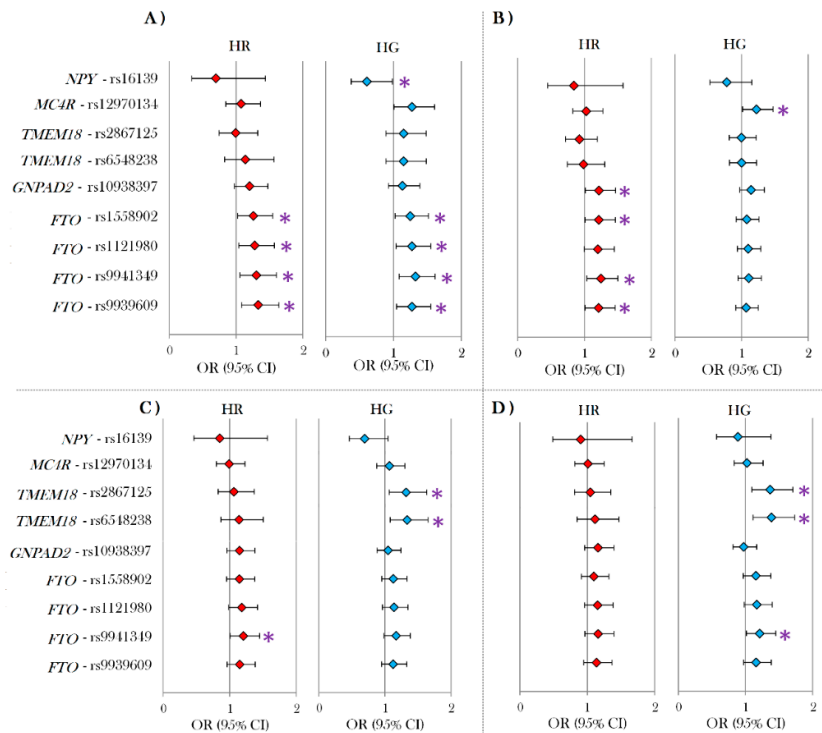 A)
B)
HR
HG
HR
HG
NPY - rs16139
*
MC4R - rs12970134
*
TMEM18 - rs2867125
TMEM18 - rs6548238
GNPAD2 - rs10938397
*
FTO - rs1558902
*
*
*
FTO - rs1121980
*
*
FTO - rs9941349
*
*
*
FTO - rs9939609
*
*
*
0 1 2
0 1 2
0 1 2
0 1 2
OR (95% CI)
OR (95% CI)
OR (95% CI)
OR (95% CI)
C)
D)
HR
HG
HR
HG
NPY - rs16139
MC4R - rs12970134
TMEM18 - rs2867125
*
*
TMEM18 - rs6548238
*
*
GNPAD2 - rs10938397
FTO - rs1558902
FTO - rs1121980
FTO - rs9941349
*
*
FTO - rs9939609
0 1 2
0 1 2
0 1 2
0 1 2
OR (95% CI)
OR (95% CI)
OR (95% CI)
OR (95% CI)